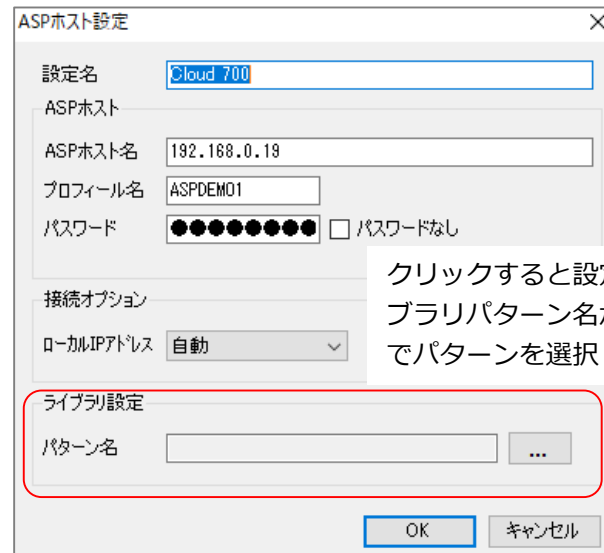 ASPホスト設定
設定名 Cloud 700
ASPホスト
ASPホスト名 192.168.0.19
プロフィール名 ASPDEMO1
パスワード ●●●●●●●● パスワードなし
クリックすると設定
ブラリパターン名が
でパターンを選択
接続オプション
ローカルIPアドレス 自動
ライブラリ設定
パターン名 ...
OK キャンセル